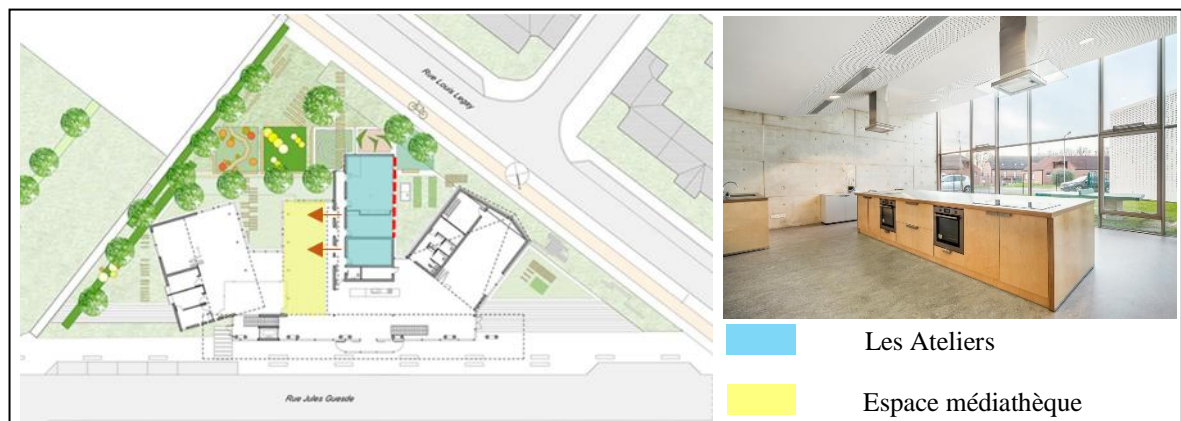 Rue Louis Legay
Rue Jules Guesde
Les Ateliers
Espace médiathèque